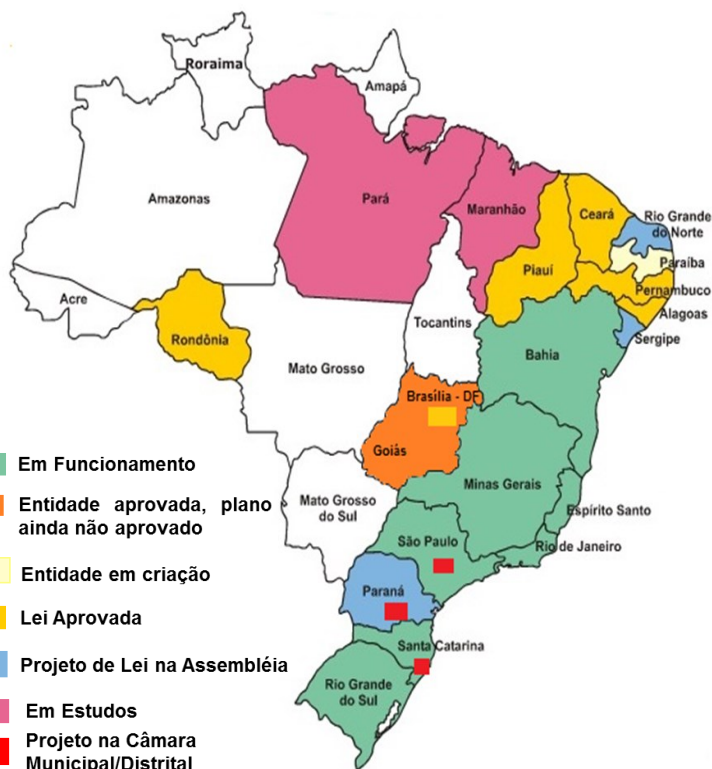 Roraima
Amapá
Amazonas
Pará
Maranhão
Ceará
Rio Grande
do Norte
Paraíba
Piauí
Pernambuco
Alagoas
Sergipe
Acre
Rondônia
Tocantins
Bahia
Mato Grosso
Brasília - DF
Goiás
Minas Gerais
Mato Grosso
do Sul
Espírito Santo
São Paulo
Rio de Janeiro
Paraná
Santa Catarina
Rio Grande
do Sul
Em Funcionamento
Entidade aprovada, plano
ainda não aprovado
Entidade em criação
Lei Aprovada
Projeto de Lei na Assembléia
Em Estudos
Projeto na Câmara
Municipal/Distrital